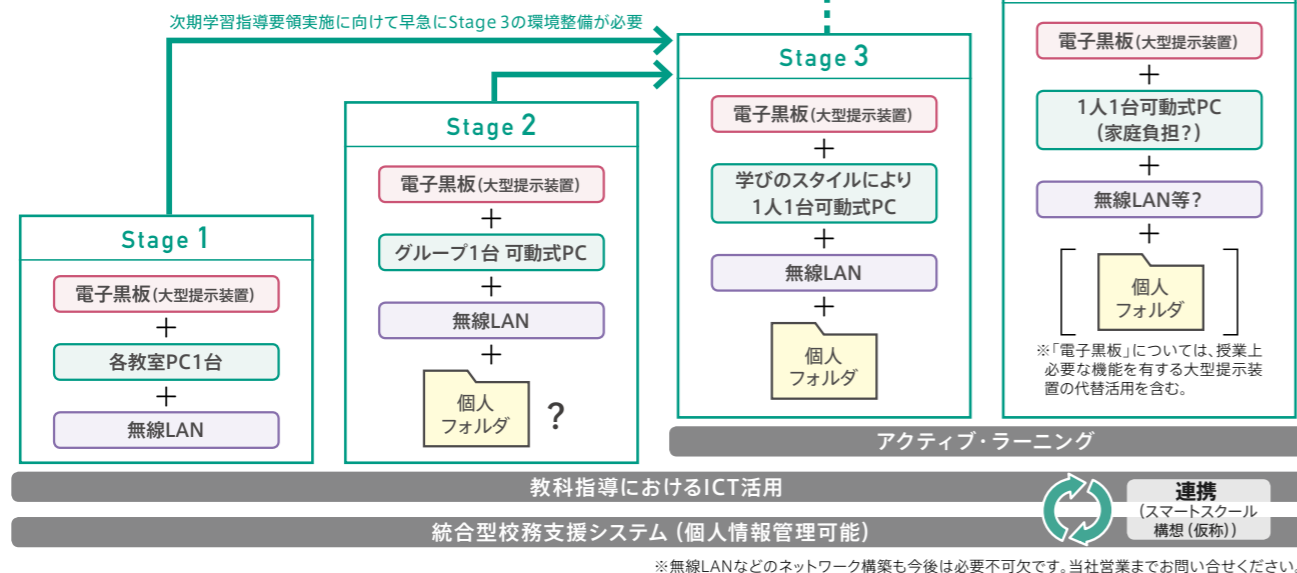 次期学習指導要領実施に向けて早急にStage 3の環境整備が必要
Stage 1
電子黒板(大型提示装置)
+
各教室PC1台
+
無線LAN
Stage 2
電子黒板(大型提示装置)
+
グループ1台 可動式PC
+
無線LAN
+
個人
フォルダ
?
Stage 3
電子黒板(大型提示装置)
+
学びのスタイルにより
1人1台可動式PC
+
無線LAN
+
個人
フォルダ
電子黒板(大型提示装置)
+
1人1台可動式PC
(家庭負担?)
+
無線LAN等?
+
個人
フォルダ
※「電子黒板」については、授業上
必要な機能を有する大型提示装
置の代替活用を含む。
アクティブ・ラーニング
教科指導におけるICT活用
統合型校務支援システム(個人情報管理可能)
連携
(スマートスクール
構想(仮称))
※無線LANなどのネットワーク構築も今後は必要不可欠です。当社営業までお問い合せください。